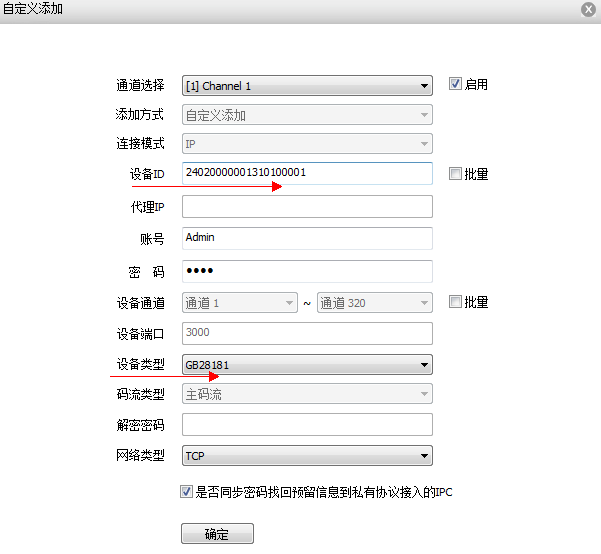 自定义添加
通道选择 [1] Channel 1 启用
添加方式 自定义添加
连接模式 IP
设备ID 24020000001310100001 批量
代理IP
账号 Admin
密 码 ●●●●
设备通道 通道 1 ~ 通道 320 批量
设备端口 3000
设备类型 GB28181
码流类型 主码流
解密密码
网络类型 TCP
是否同步密码找回预留信息到私有协议接入的IPC
确定